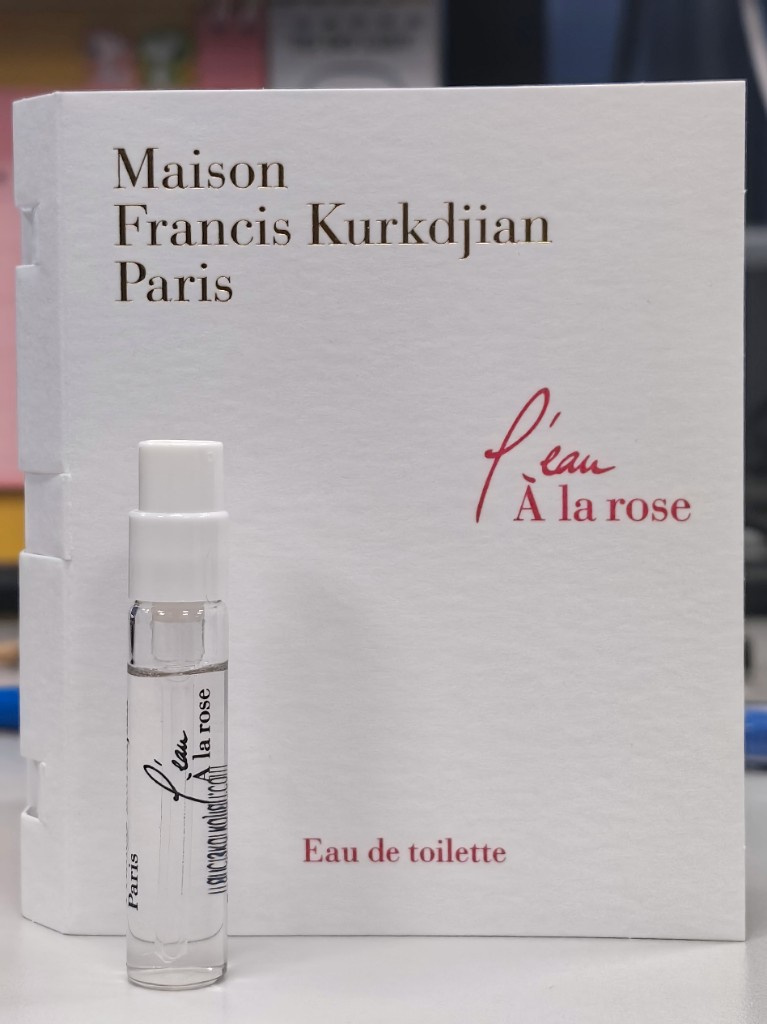 Maison
Francis Kurkdjian
Paris
l'eau
À la rose
Eau de toilette
Paris
l'eau
À la rose